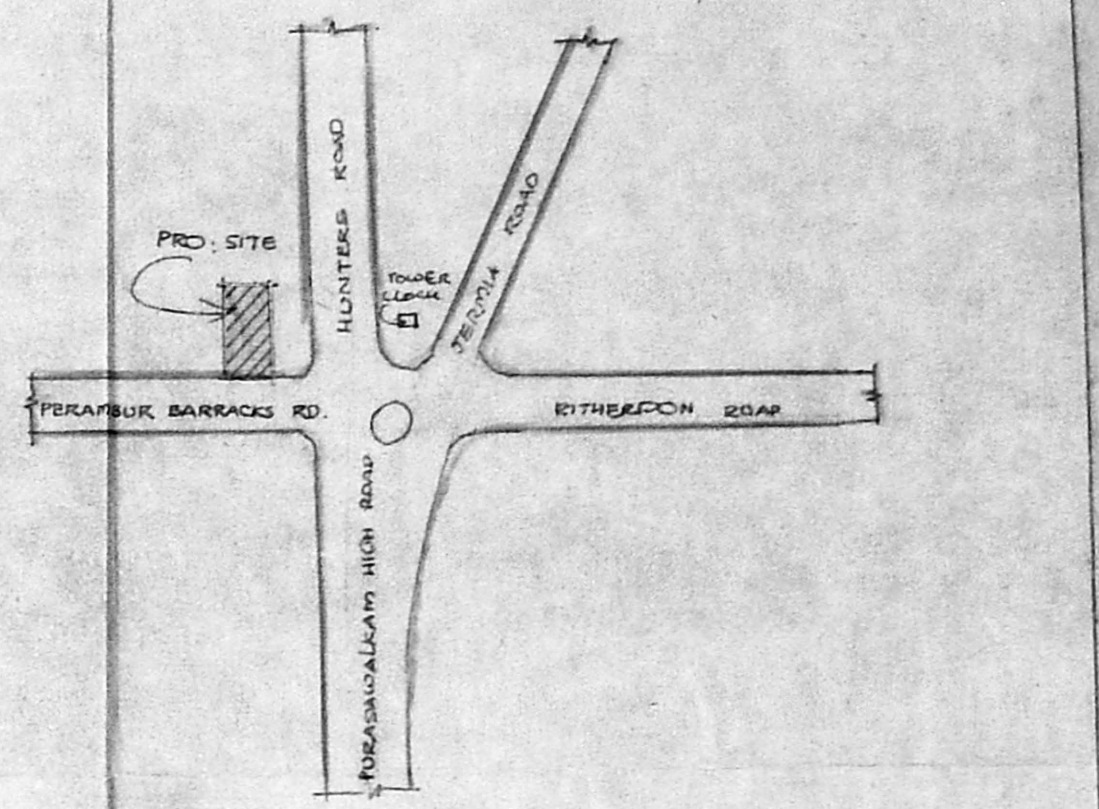 HUNTERS ROAD
JERMIA ROAD
PRO. SITE
TOWER
CLOCK
PERAMBUR BARRACKS RD.
RITHERDON ROAD
PURASAWALKAM HIGH ROAD